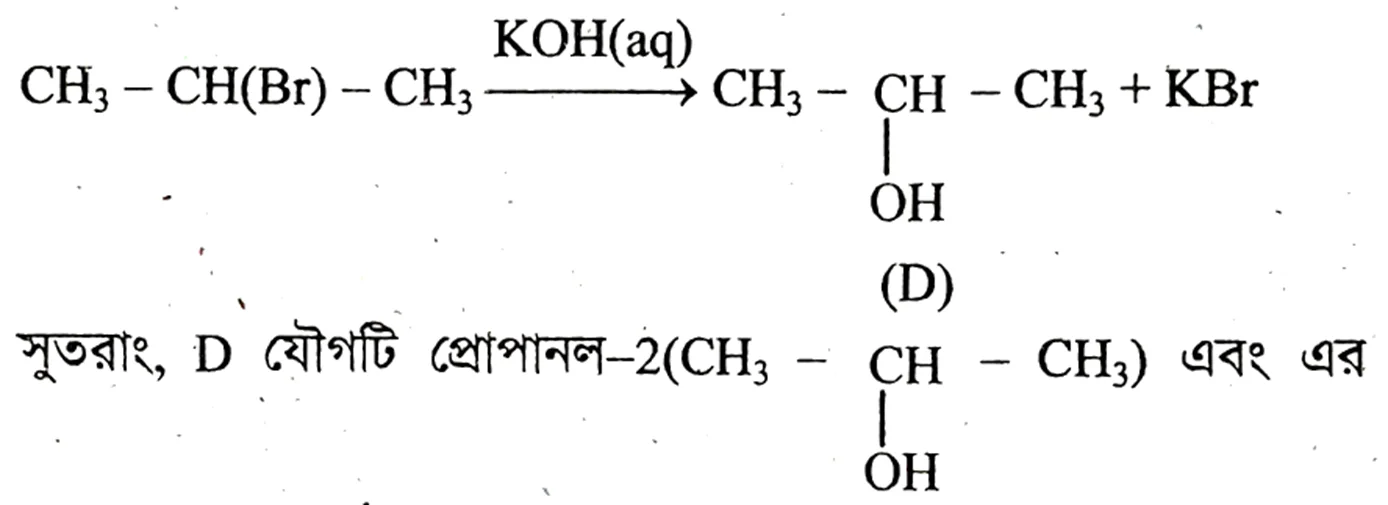 KOH(aq)
CH₃ – CH(Br) – CH₃ ⟶ CH₃ – CH – CH₃ + KBr
|
OH
(D)
সুতরাং, D যৌগটি প্রোপানল–2(CH₃ – CH – CH₃) এবং এর
|
OH